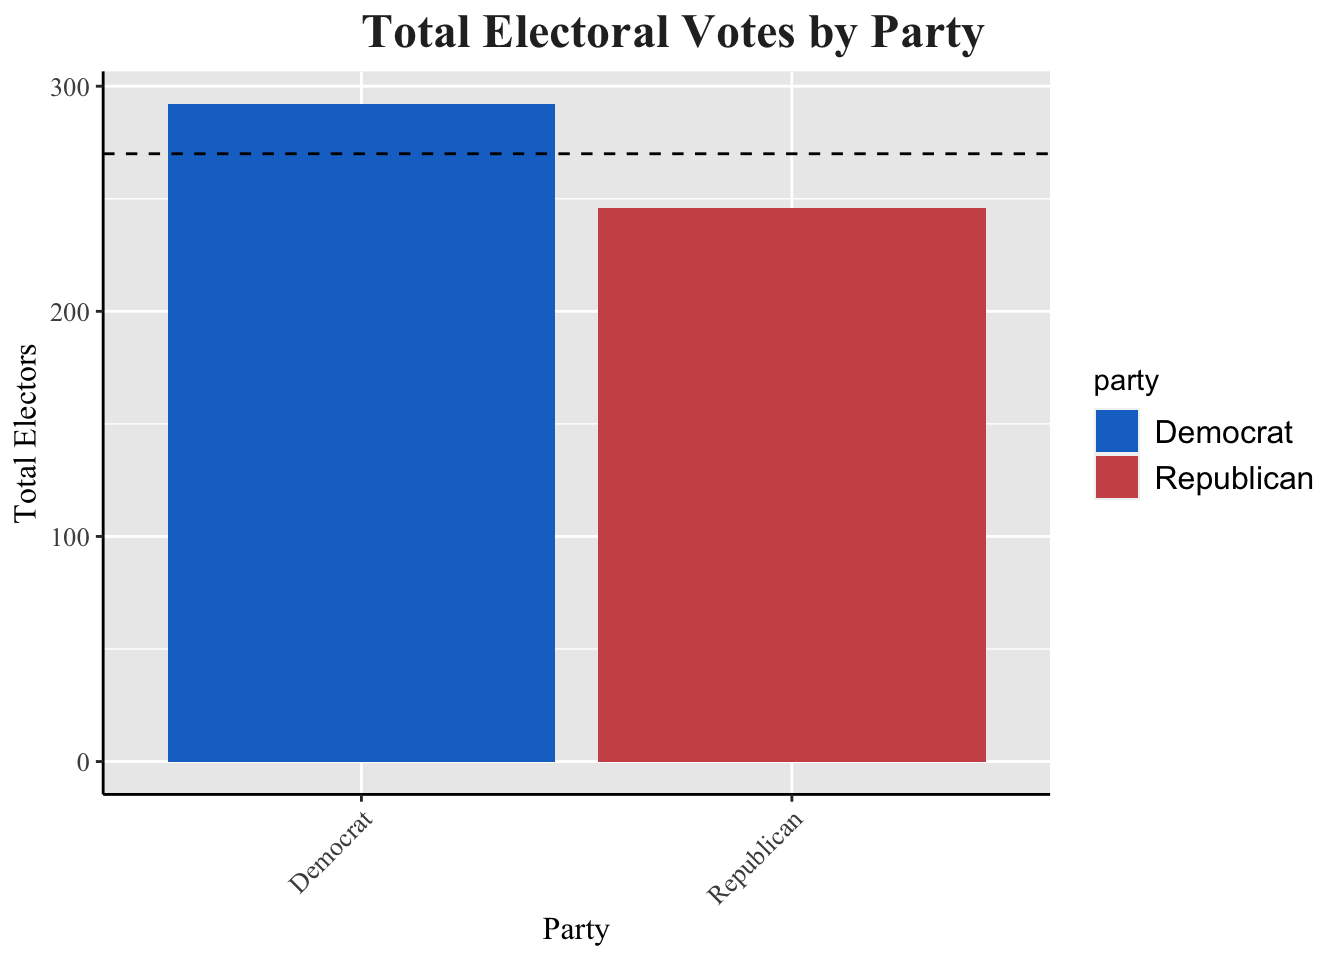 Total Electoral Votes by Party
300
200
100
0
Total Electors
Democrat
Republican
Party
party
Democrat
Republican